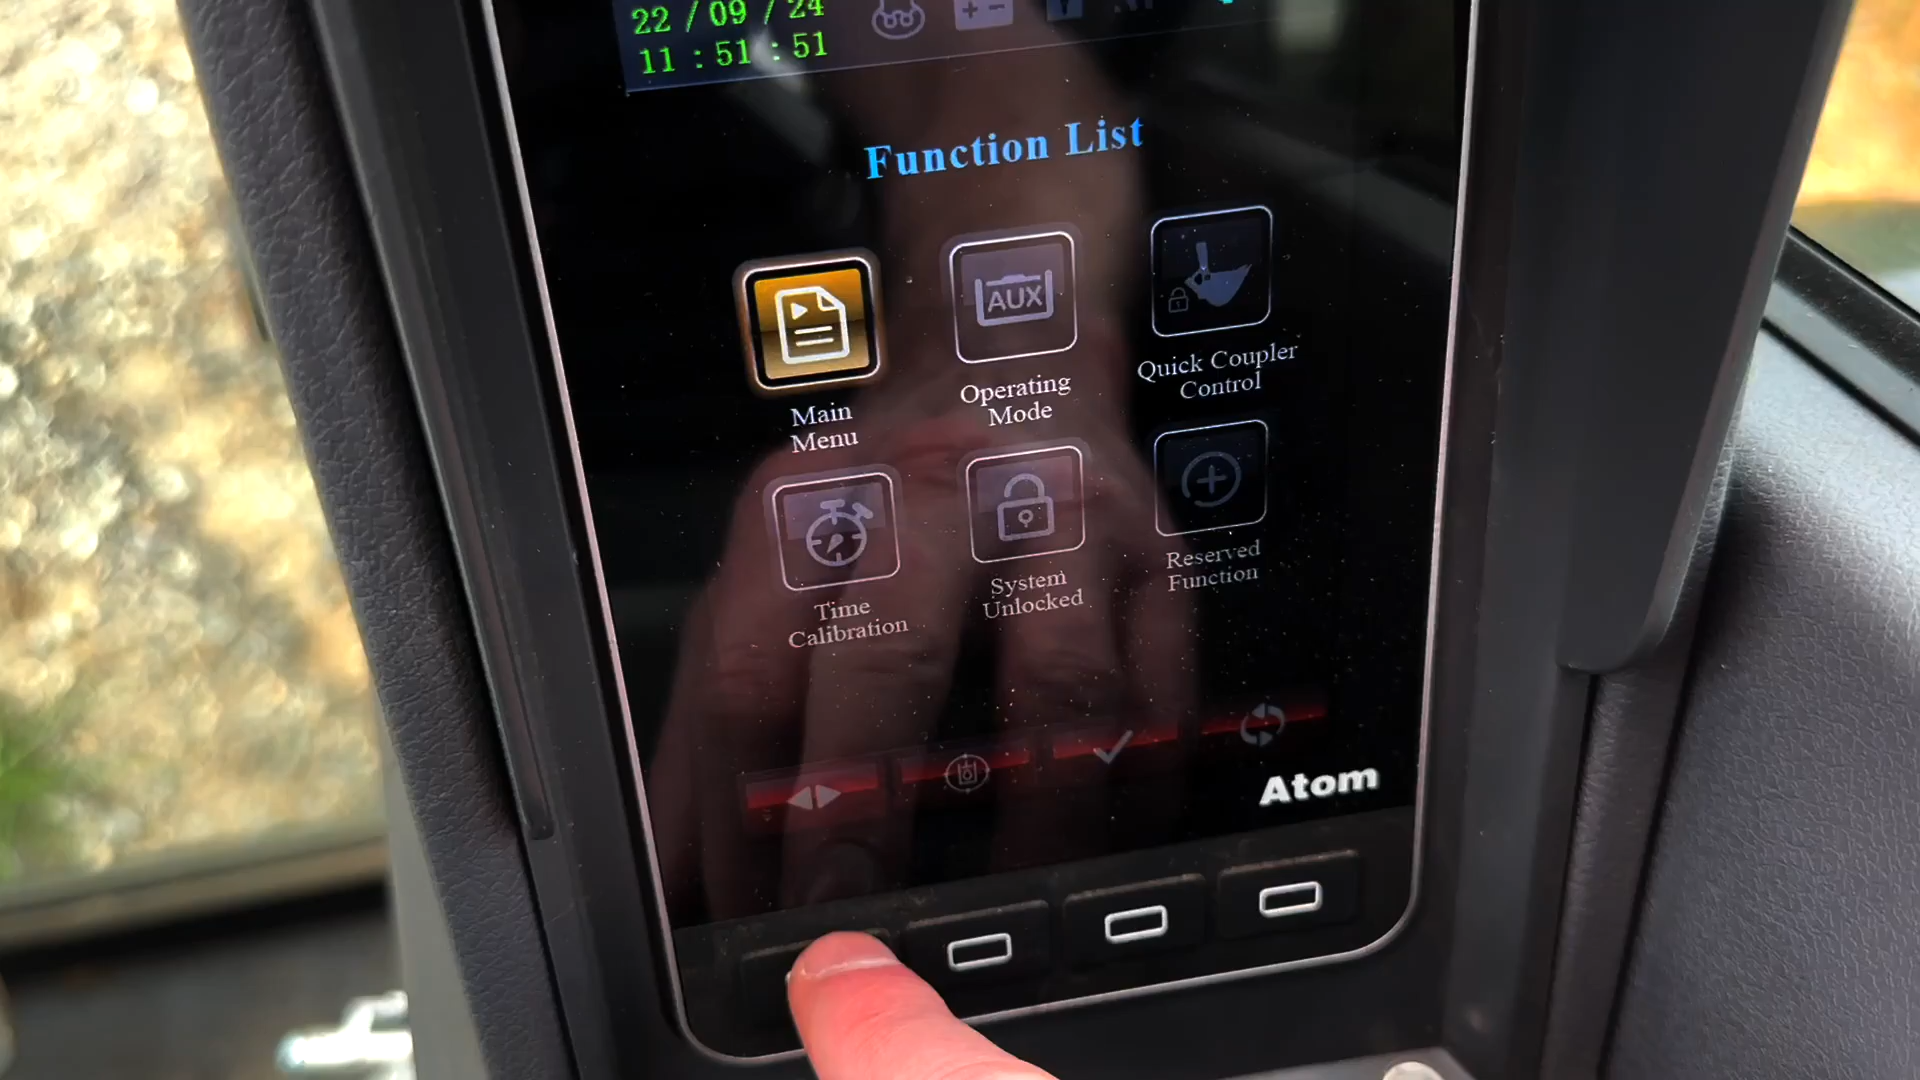 22 / 09 / 24
11 : 51 : 51
Function List
AUX
Main
Menu
Operating
Mode
Quick Coupler
Control
Time
Calibration
System
Unlocked
Reserved
Function
Atom